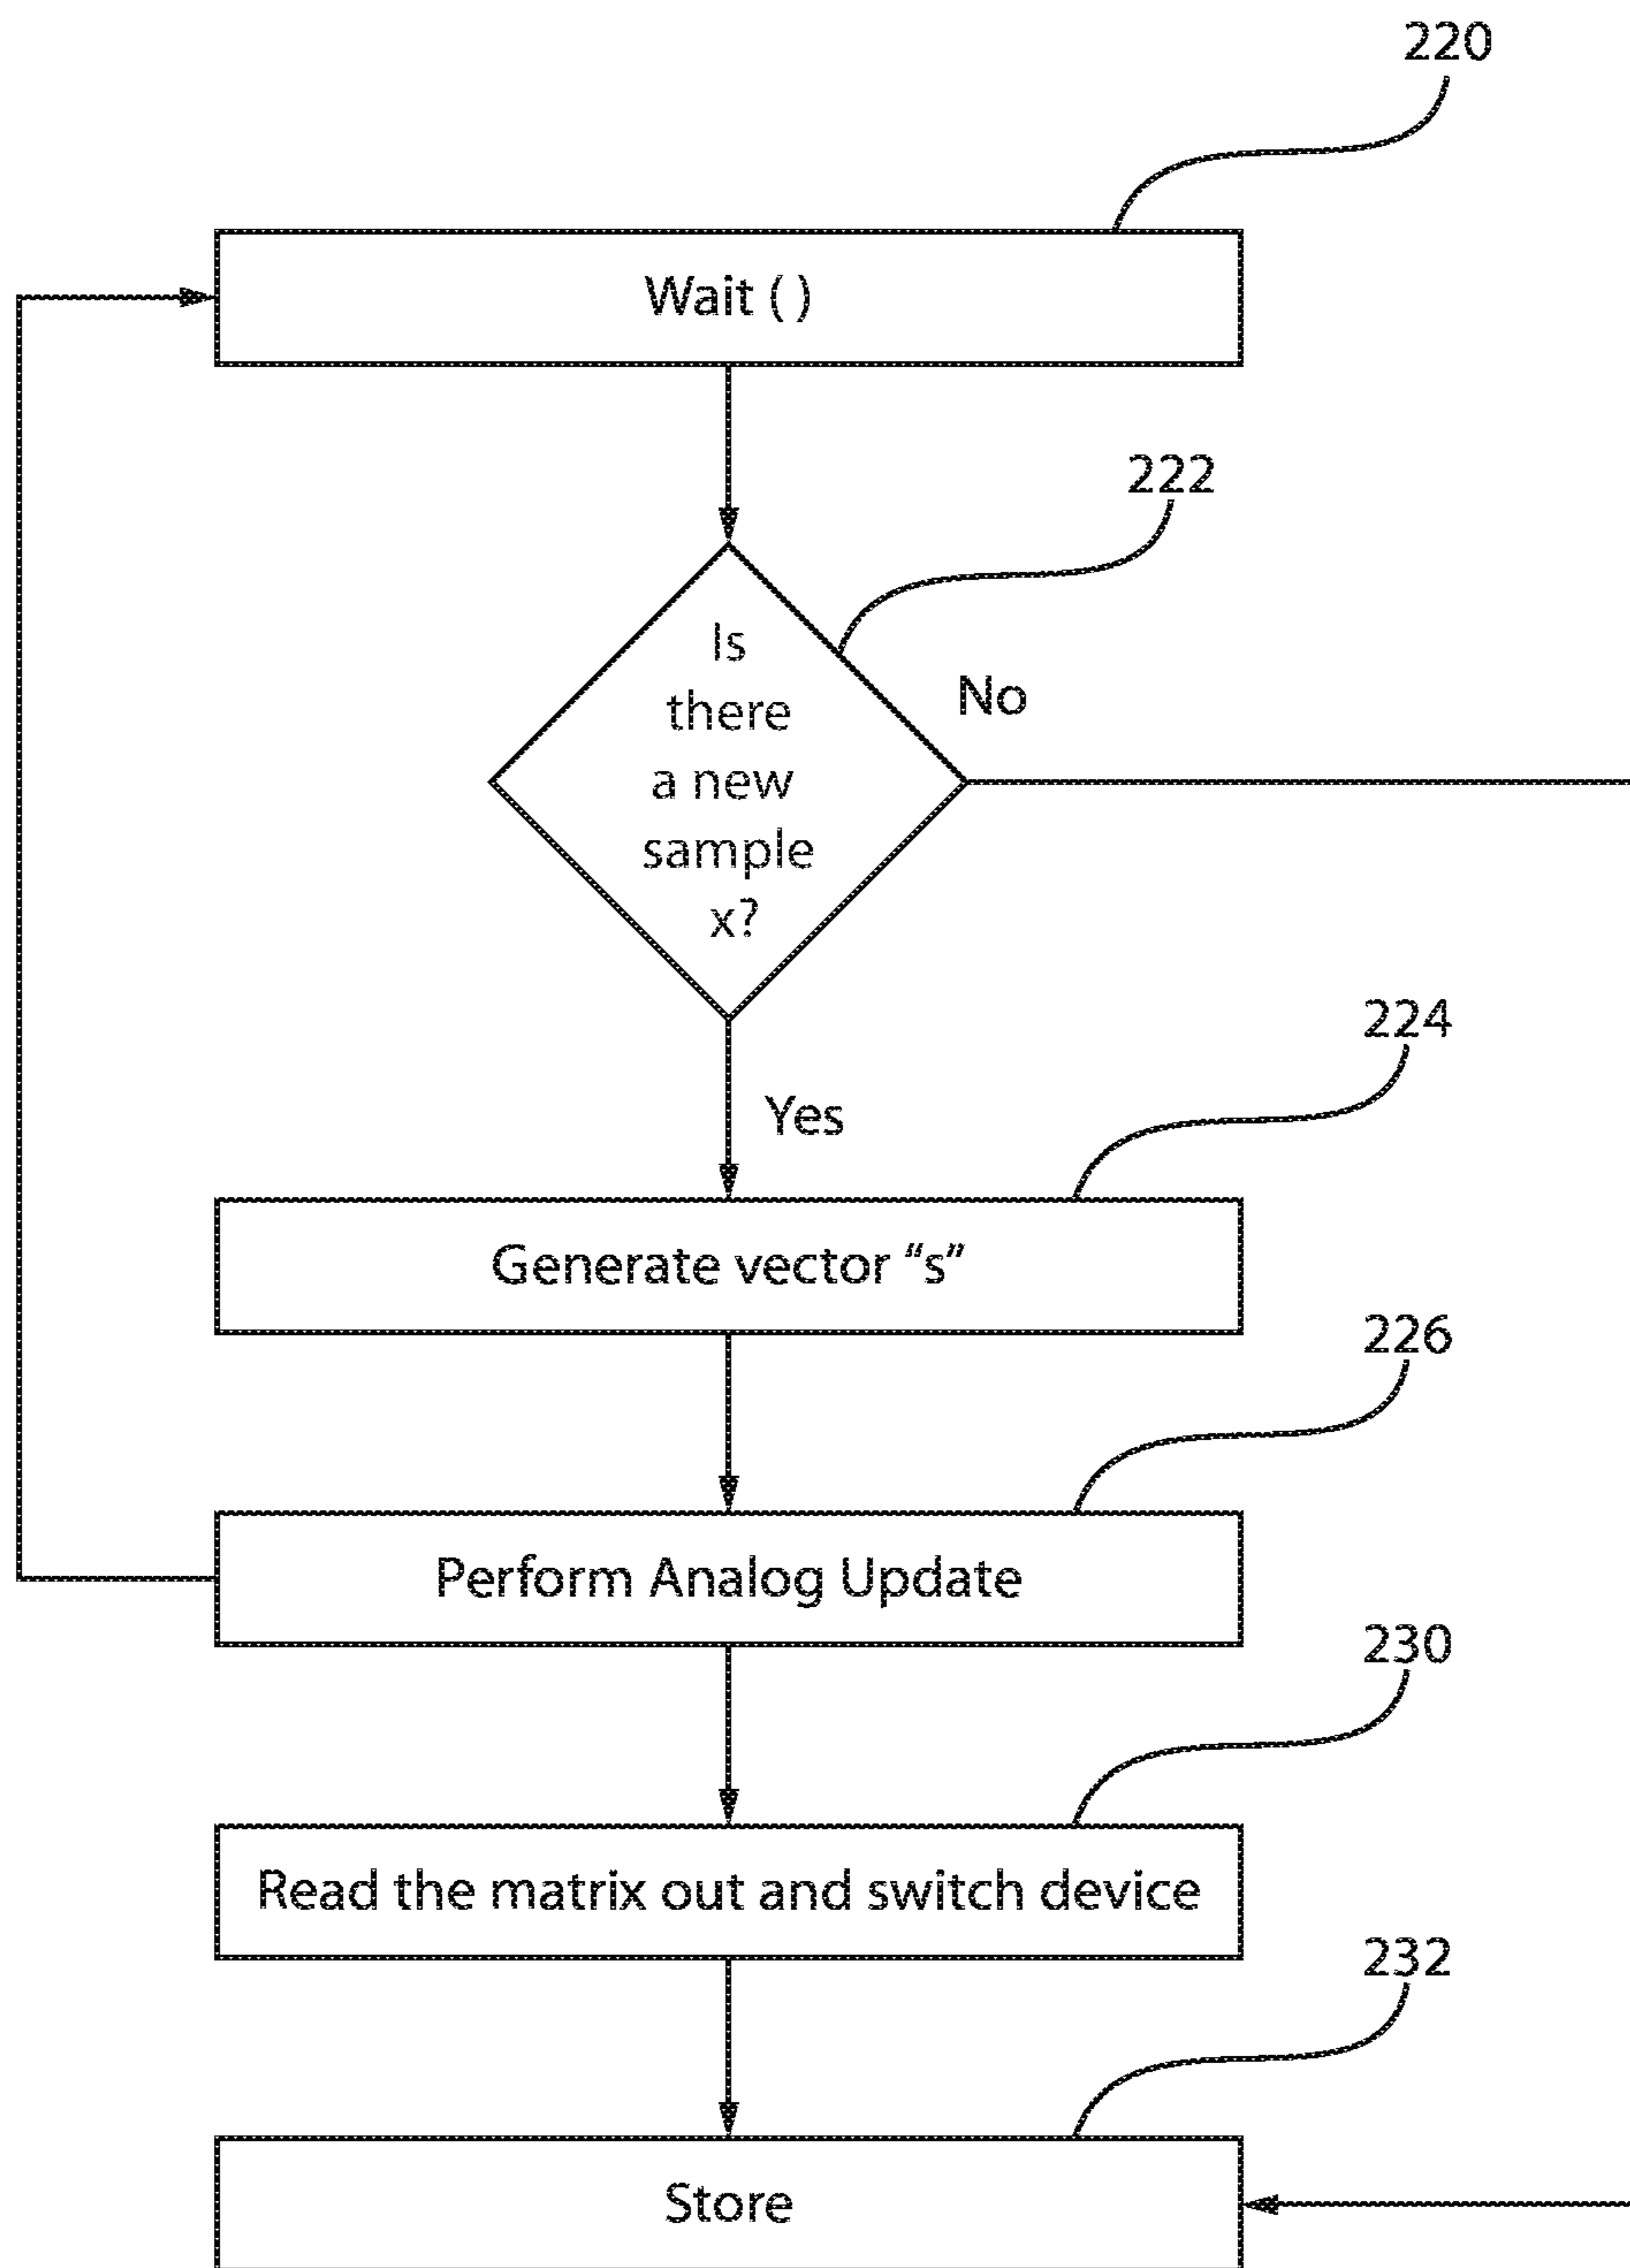 220
Wait ( )
222
Is
there
a new
sample
x?
No
Yes
224
Generate vector “s”
226
Perform Analog Update
230
Read the matrix out and switch device
232
Store